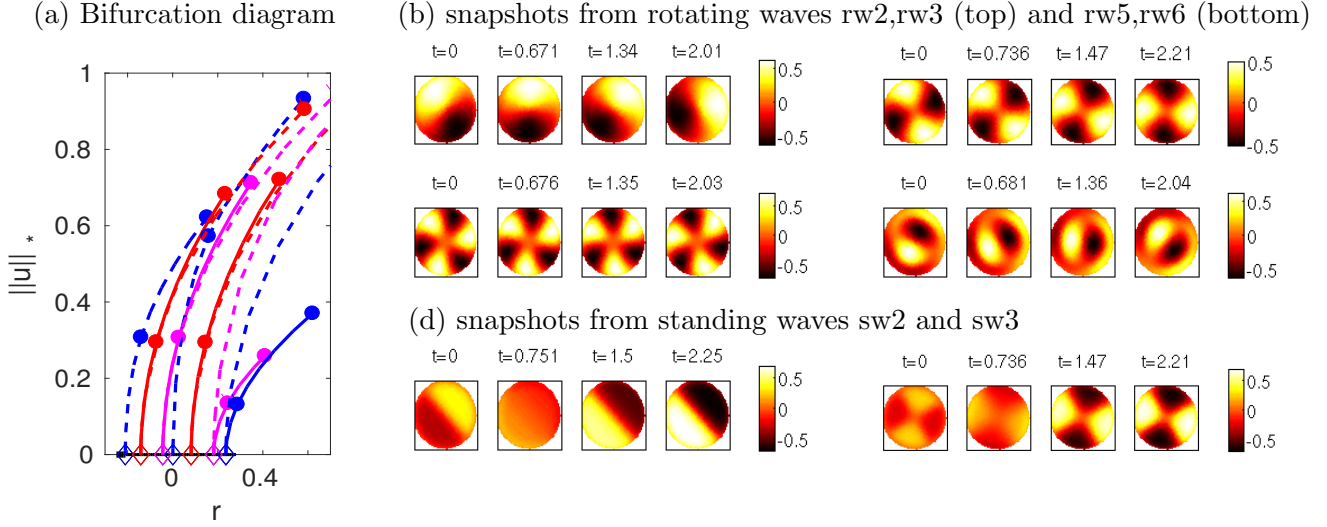 (a) Bifurcation diagram
(b) snapshots from rotating waves rw2,rw3 (top) and rw5,rw6 (bottom)
1
0.8
0.6
0.4
0.2
0
0 0.4
r
||u||*
t=0 t=0.671 t=1.34 t=2.01
0.5
0
-0.5
t=0 t=0.736 t=1.47 t=2.21
0.5
0
-0.5
t=0 t=0.676 t=1.35 t=2.03
0.5
0
-0.5
t=0 t=0.681 t=1.36 t=2.04
0.5
0
-0.5
(d) snapshots from standing waves sw2 and sw3
t=0 t=0.751 t=1.5 t=2.25
0.5
0
-0.5
t=0 t=0.736 t=1.47 t=2.21
0.5
0
-0.5